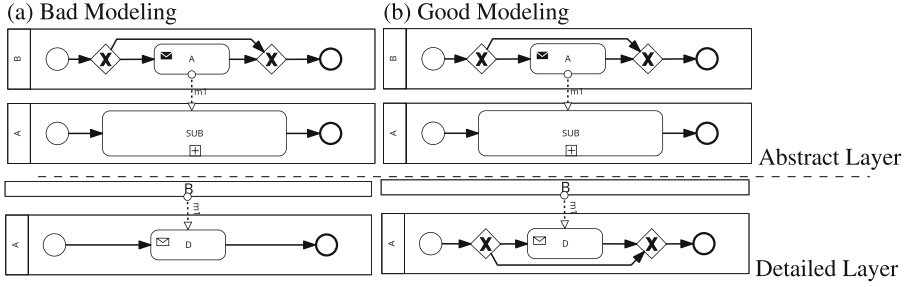 (a) Bad Modeling
(b) Good Modeling
B
X
A
X
m1
A
SUB
B
X
A
X
m1
A
SUB
Abstract Layer
B
m1
A
D
B
m1
A
X
D
X
Detailed Layer